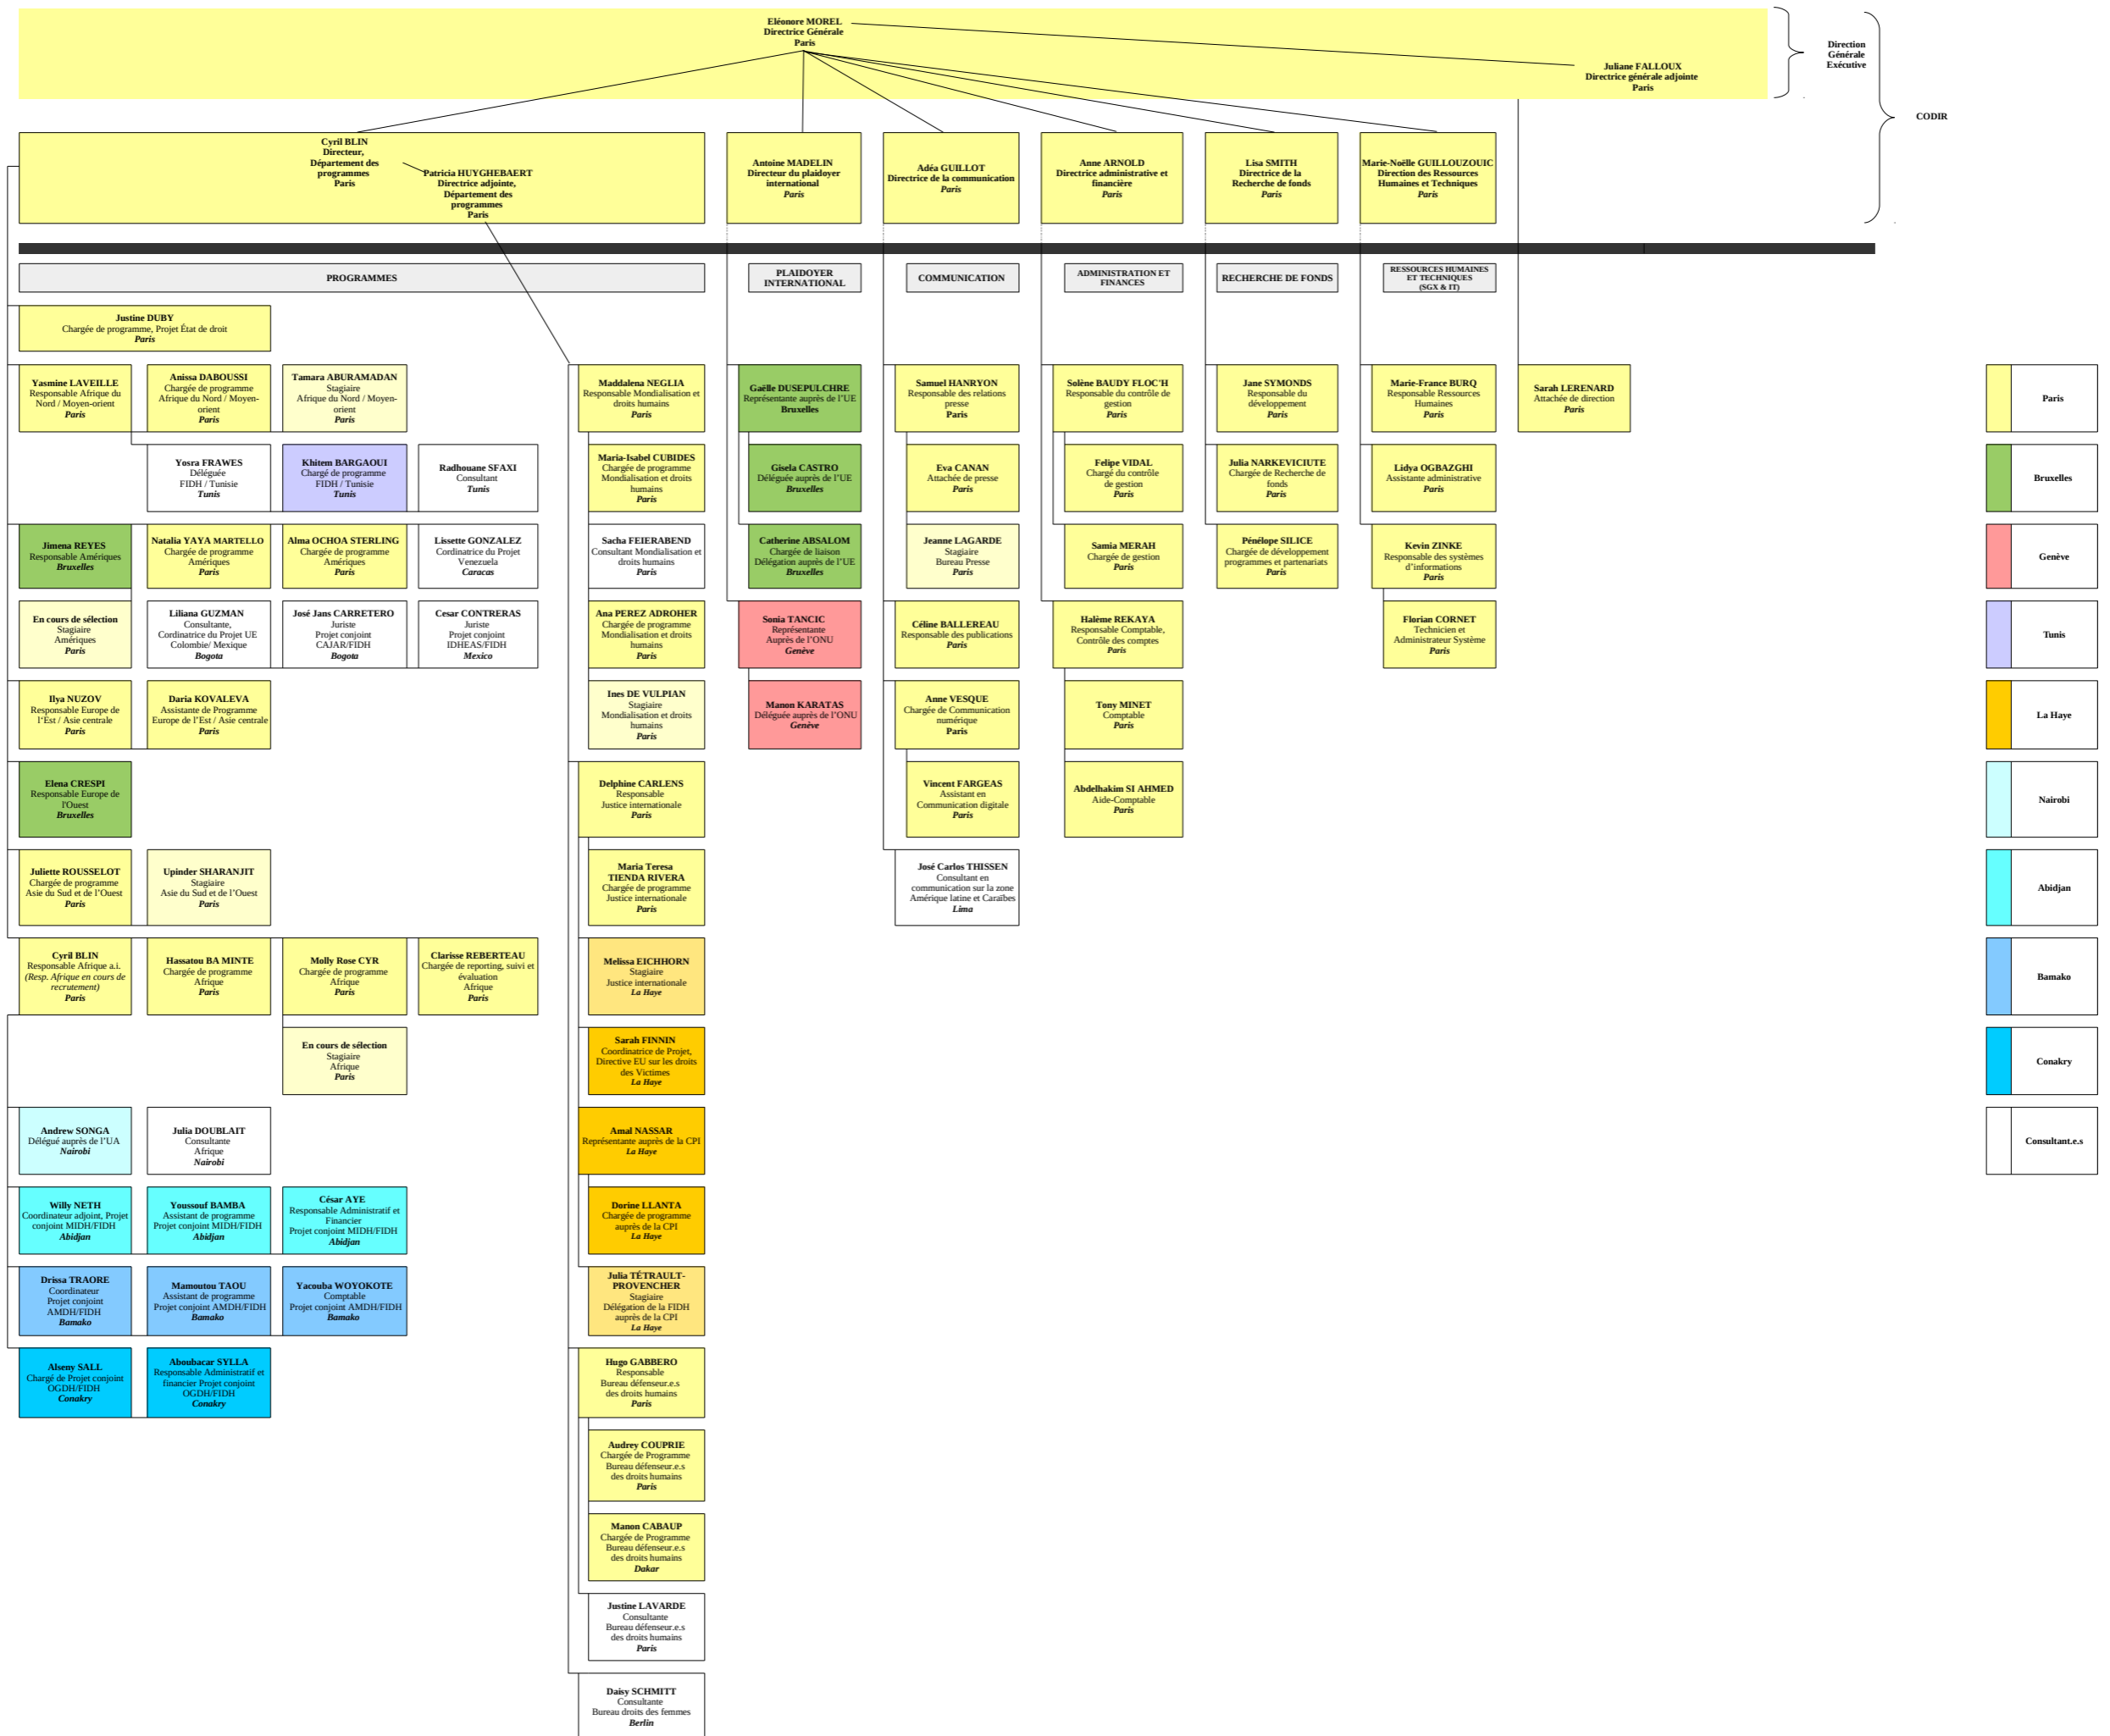 Eléonore MOREL
Directrice Générale
Paris
Juliane FALLOUX
Directrice générale adjointe
Paris
Direction
Générale
Exécutive
CODIR
Cyril BLIN
Directeur,
Département des
programmes
Paris
Patricia HUYGHEBAERT
Directrice adjointe,
Département des
programmes
Paris
Antoine MADELIN
Directeur du plaidoyer
international
Paris
Adéa GUILLOT
Directrice de la communication
Paris
Anne ARNOLD
Directrice administrative et
financière
Paris
Lisa SMITH
Directrice de la
Recherche de fonds
Paris
Marie-Noëlle GUILLOUZOUIC
Direction des Ressources
Humaines et Techniques
Paris
PROGRAMMES
PLAIDOYER
INTERNATIONAL
COMMUNICATION
ADMINISTRATION ET
FINANCES
RECHERCHE DE FONDS
RESSOURCES HUMAINES
ET TECHNIQUES
(SGX & IT)
Justine DUBY
Chargée de programme, Projet État de droit
Paris
Yasmine LAVEILLE
Responsable Afrique du
Nord / Moyen-orient
Paris
Anissa DABOUSSI
Chargée de programme
Afrique du Nord / Moyen-
orient
Paris
Tamara ABURAMADAN
Stagiaire
Afrique du Nord / Moyen-
orient
Paris
Maddalena NEGLIA
Responsable Mondialisation et
droits humains
Paris
Gaëlle DUSEPULCHRE
Représentante auprès de l'UE
Bruxelles
Samuel HANRYON
Responsable des relations
presse
Paris
Solène BAUDY FLOC'H
Responsable du contrôle de
gestion
Paris
Jane SYMONDS
Responsable du
développement
Paris
Marie-France BURQ
Responsable Ressources
Humaines
Paris
Sarah LERENARD
Attachée de direction
Paris
Paris
Yosra FRAWES
Déléguée
FIDH / Tunisie
Tunis
Khitem BARGAOUI
Chargé de programme
FIDH / Tunisie
Tunis
Radhouane SFAXI
Consultant
Tunis
Maria-Isabel CUBIDES
Chargée de programme
Mondialisation et droits
humains
Paris
Gisela CASTRO
Déléguée auprès de l'UE
Bruxelles
Eva CANAN
Attachée de presse
Paris
Felipe VIDAL
Chargé du contrôle
de gestion
Paris
Julia NARKEVICIUTE
Chargée de Recherche de
fonds
Paris
Lidya OGBAZGHI
Assistante administrative
Paris
Bruxelles
Jimena REYES
Responsable Amériques
Bruxelles
Natalia YAYA MARTELLO
Chargée de programme
Amériques
Paris
Alma OCHOA STERLING
Chargée de programme
Amériques
Paris
Lissette GONZALEZ
Cordinatrice du Projet
Venezuela
Caracas
Sacha FEIERABEND
Consultant Mondialisation et
droits humains
Paris
Catherine ABSALOM
Chargée de liaison
Délégation auprès de l'UE
Bruxelles
Jeanne LAGARDE
Stagiaire
Bureau Presse
Paris
Samia MERAH
Chargée de gestion
Paris
Pénélope SILICE
Chargée de développement
programmes et partenariats
Paris
Kevin ZINKE
Responsable des systèmes
d'informations
Paris
Genève
En cours de sélection
Stagiaire
Amériques
Paris
Liliana GUZMAN
Consultante,
Cordinatrice du Projet UE
Colombie/ Mexique
Bogota
José Jans CARRETERO
Juriste
Projet conjoint
CAJAR/FIDH
Bogota
Cesar CONTRERAS
Juriste
Projet conjoint
IDHEAS/FIDH
Mexico
Ana PEREZ ADROHER
Chargée de programme
Mondialisation et droits
humains
Paris
Sonia TANCIC
Représentante
Auprès de l'ONU
Genève
Céline BALLEREAU
Responsable des publications
Paris
Halème REKAYA
Responsable Comptable,
Contrôle des comptes
Paris
Florian CORNET
Technicien et
Administrateur Système
Paris
Tunis
Ilya NUZOV
Responsable Europe de
l'Est / Asie centrale
Paris
Daria KOVALEVA
Assistante de Programme
Europe de l'Est / Asie centrale
Paris
Ines DE VULPIAN
Stagiaire
Mondialisation et droits
humains
Paris
Manon KARATAS
Déléguée auprès de l'ONU
Genève
Anne VESQUE
Chargée de Communication
numérique
Paris
Tony MINET
Comptable
Paris
La Haye
Elena CRESPI
Responsable Europe de
l'Ouest
Bruxelles
Delphine CARLENS
Responsable
Justice internationale
Paris
Vincent FARGEAS
Assistant en
Communication digitale
Paris
Abdelhakim SI AHMED
Aide-Comptable
Paris
Nairobi
Juliette ROUSSELOT
Chargée de programme
Asie du Sud et de l'Ouest
Paris
Upinder SHARANJIT
Stagiaire
Asie du Sud et de l'Ouest
Paris
Maria Teresa
TIENDA RIVERA
Chargée de programme
Justice internationale
Paris
José Carlos THISSEN
Consultant en
communication sur la zone
Amérique latine et Caraïbes
Lima
Abidjan
Cyril BLIN
Responsable Afrique a.i.
(Resp. Afrique en cours de
recrutement)
Paris
Hassatou BA MINTE
Chargée de programme
Afrique
Paris
Molly Rose CYR
Chargée de programme
Afrique
Paris
Clarisse REBERTEAU
Chargée de reporting, suivi et
évaluation
Afrique
Paris
Melissa EICHHORN
Stagiaire
Justice internationale
La Haye
Bamako
En cours de sélection
Stagiaire
Afrique
Paris
Sarah FINNIN
Coordinatrice de Projet,
Directive EU sur les droits
des Victimes
La Haye
Conakry
Andrew SONGA
Délégué auprès de l'UA
Nairobi
Julia DOUBLAIT
Consultante
Afrique
Nairobi
Amal NASSAR
Représentante auprès de la CPI
La Haye
Consultant.e.s
Willy NETH
Coordinateur adjoint, Projet
conjoint MIDH/FIDH
Abidjan
Youssouf BAMBA
Assistant de programme
Projet conjoint MIDH/FIDH
Abidjan
César AYE
Responsable Administratif et
Financier
Projet conjoint MIDH/FIDH
Abidjan
Dorine LLANTA
Chargée de programme
auprès de la CPI
La Haye
Drissa TRAORE
Coordinateur
Projet conjoint
AMDH/FIDH
Bamako
Mamoutou TAOU
Assistant de programme
Projet conjoint AMDH/FIDH
Bamako
Yacouba WOYOKOTE
Comptable
Projet conjoint AMDH/FIDH
Bamako
Julia TÉTRAULT-
PROVENCHER
Stagiaire
Délégation de la FIDH
auprès de la CPI
La Haye
Alseny SALL
Chargé de Projet conjoint
OGDH/FIDH
Conakry
Aboubacar SYLLA
Responsable Administratif et
financier Projet conjoint
OGDH/FIDH
Conakry
Hugo GABBERO
Responsable
Bureau défenseur.e.s
des droits humains
Paris
Audrey COUPRIE
Chargée de Programme
Bureau défenseur.e.s
des droits humains
Paris
Manon CABAUP
Chargée de Programme
Bureau défenseur.e.s
des droits humains
Dakar
Justine LAVARDE
Consultante
Bureau défenseur.e.s
des droits humains
Paris
Daisy SCHMITT
Consultante
Bureau droits des femmes
Berlin